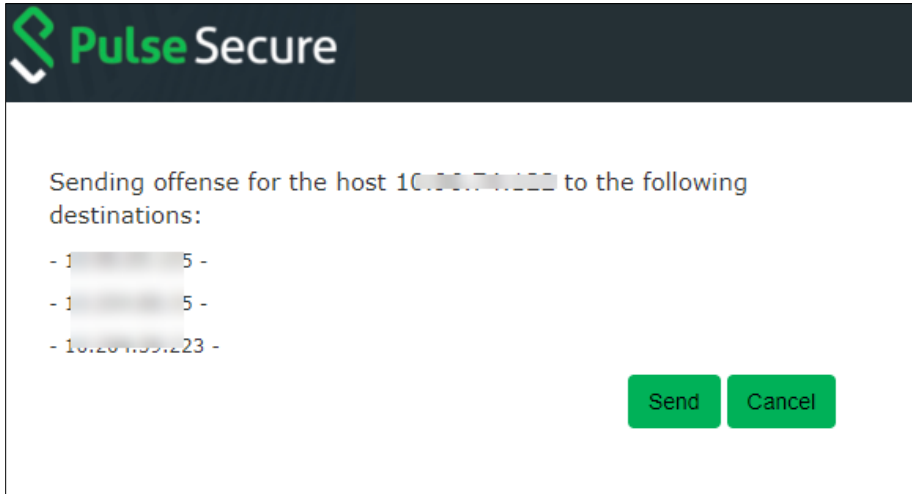 Pulse Secure
Sending offense for the host to the following
destinations:
Send Cancel